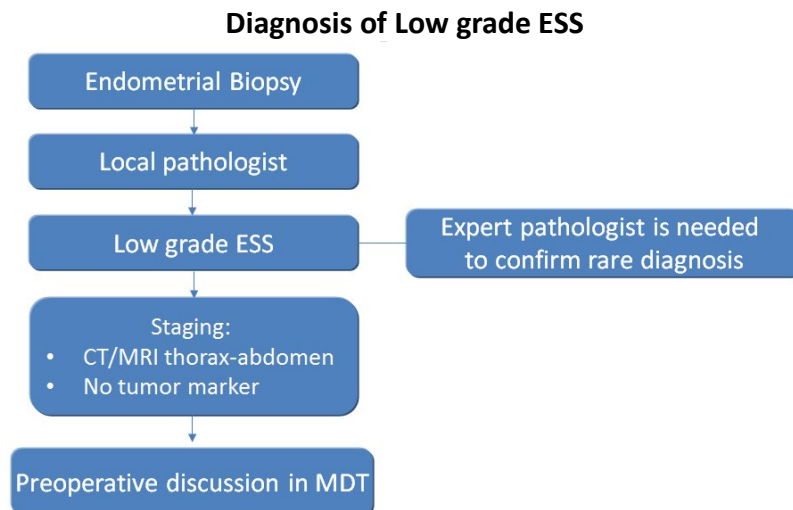 Diagnosis of Low grade ESS
Endometrial Biopsy
Local pathologist
Low grade ESS
Expert pathologist is needed
to confirm rare diagnosis
Staging:
• CT/MRI thorax-abdomen
• No tumor marker
Preoperative discussion in MDT